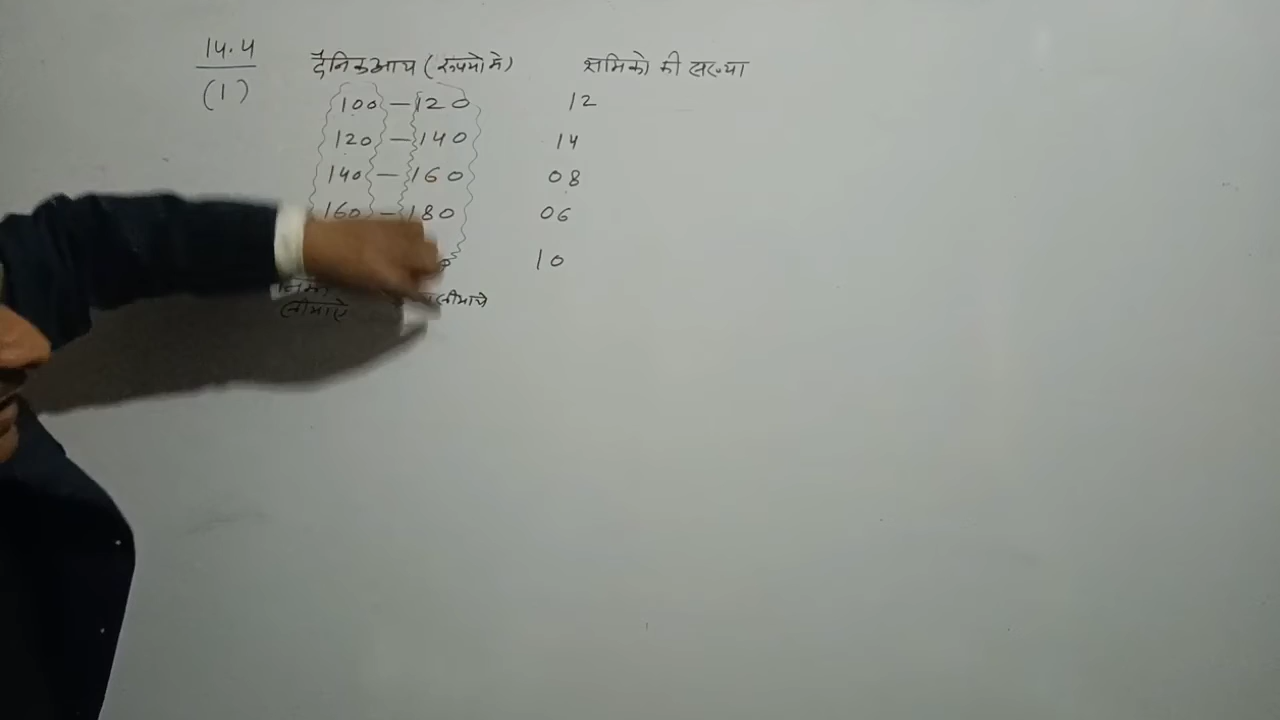 14.4 दैनिक आय (रूपयो मे) श्रमिको की संख्या
(1) 100 – 120 12
120 – 140 14
140 – 160 08
160 – 180 06
10
सीमाए